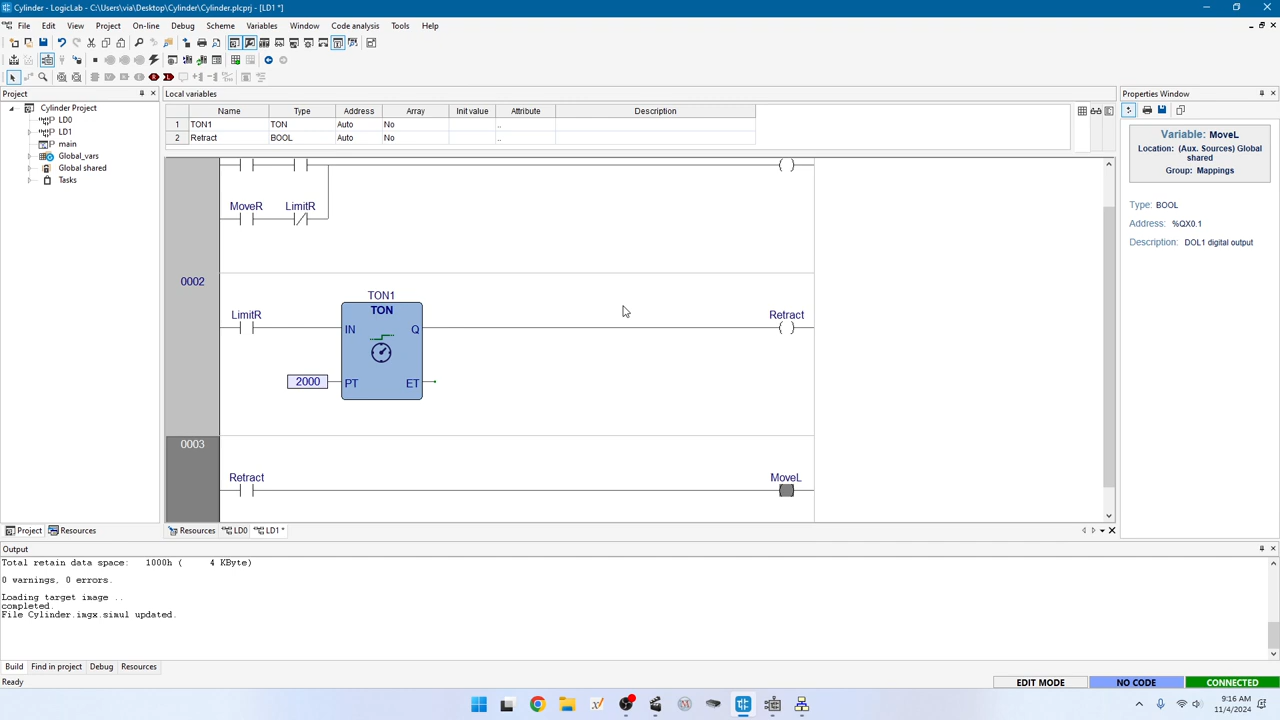 Cylinder - LogicLab - C:\Users\via\Desktop\Cylinder\Cylinder.plcprj - [LD1 *]
File Edit View Project On-line Debug Scheme Variables Window Code analysis Tools Help
Project
Cylinder Project
LD0
LD1
main
Global_vars
Global shared
Tasks
Project Resources
Local variables
Name Type Address Array Init value Attribute Description
1 TON1 TON Auto No ..
2 Retract BOOL Auto No ..
MoveR LimitR
0002
TON1
LimitR TON Retract
IN Q
2000 PT ET
0003
Retract MoveL
Resources LD0 LD1 *
Properties Window
Variable: MoveL
Location: (Aux. Sources) Global
shared
Group: Mappings
Type: BOOL
Address: %QX0.1
Description: DOL1 digital output
Output
Total retain data space: 1000h ( 4 KByte)
0 warnings, 0 errors.
Loading target image ..
completed.
File Cylinder.imgx.simul updated.
Build Find in project Debug Resources
Ready EDIT MODE NO CODE CONNECTED
9:16 AM
11/4/2024